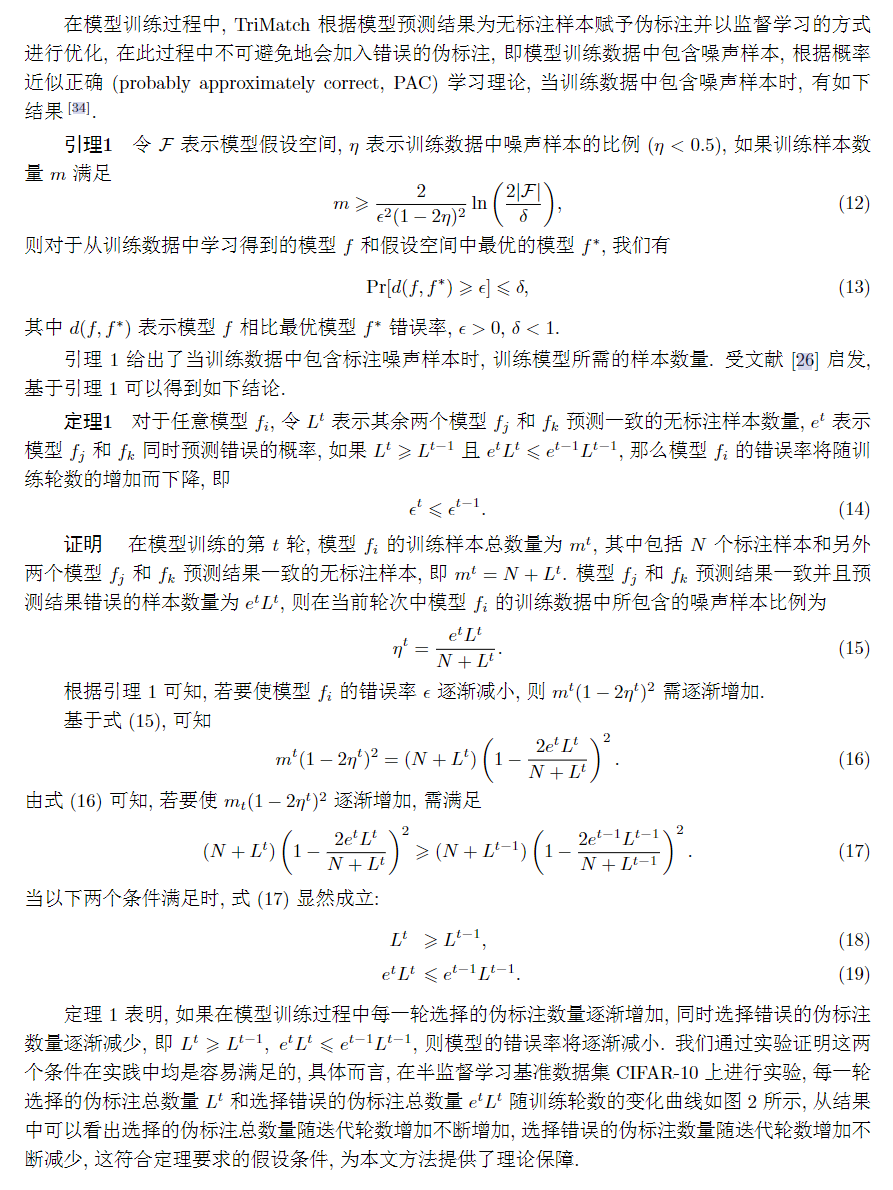 在模型训练过程中, TriMatch 根据模型预测结果为无标注样本赋予伪标注并以监督学习的方式
进行优化, 在此过程中不可避免地会加入错误的伪标注, 即模型训练数据中包含噪声样本, 根据概率
近似正确 (probably approximately correct, PAC) 学习理论, 当训练数据中包含噪声样本时, 有如下
结果 [34].
引理1 令 $\mathcal{F}$ 表示模型假设空间, $\eta$ 表示训练数据中噪声样本的比例 ($\eta < 0.5$), 如果训练样本数
量 $m$ 满足
$m \geqslant \frac{2}{\epsilon^2(1-2\eta)^2} \ln \left( \frac{2|\mathcal{F}|}{\delta} \right),$ (12)
则对于从训练数据中学习得到的模型 $f$ 和假设空间中最优的模型 $f^*$, 我们有
$\Pr[d(f, f^*) \geqslant \epsilon] \leqslant \delta,$ (13)
其中 $d(f, f^*)$ 表示模型 $f$ 相比最优模型 $f^*$ 错误率, $\epsilon > 0$, $\delta < 1$.
引理 1 给出了当训练数据中包含标注噪声样本时, 训练模型所需的样本数量. 受文献 [26] 启发,
基于引理 1 可以得到如下结论.
定理1 对于任意模型 $f_i$, 令 $L^t$ 表示其余两个模型 $f_j$ 和 $f_k$ 预测一致的无标注样本数量, $e^t$ 表示
模型 $f_j$ 和 $f_k$ 同时预测错误的概率, 如果 $L^t \geqslant L^{t-1}$ 且 $e^t L^t \leqslant e^{t-1} L^{t-1}$, 那么模型 $f_i$ 的错误率将随训
练轮数的增加而下降, 即
$\epsilon^t \leqslant \epsilon^{t-1}.$ (14)
证明 在模型训练的第 $t$ 轮, 模型 $f_i$ 的训练样本总数量为 $m^t$, 其中包括 $N$ 个标注样本和另外
两个模型 $f_j$ 和 $f_k$ 预测结果一致的无标注样本, 即 $m^t = N + L^t$. 模型 $f_j$ 和 $f_k$ 预测结果一致并且预
测结果错误的样本数量为 $e^t L^t$, 则在当前轮次中模型 $f_i$ 的训练数据中所包含的噪声样本比例为
$\eta^t = \frac{e^t L^t}{N + L^t}.$ (15)
根据引理 1 可知, 若要使模型 $f_i$ 的错误率 $\epsilon$ 逐渐减小, 则 $m^t(1-2\eta^t)^2$ 需逐渐增加.
基于式 (15), 可知
$m^t(1-2\eta^t)^2 = (N + L^t) \left( 1 - \frac{2e^t L^t}{N + L^t} \right)^2.$ (16)
由式 (16) 可知, 若要使 $m_t(1-2\eta^t)^2$ 逐渐增加, 需满足
$(N + L^t) \left( 1 - \frac{2e^t L^t}{N + L^t} \right)^2 \geqslant (N + L^{t-1}) \left( 1 - \frac{2e^{t-1} L^{t-1}}{N + L^{t-1}} \right)^2.$ (17)
当以下两个条件满足时, 式 (17) 显然成立:
$L^t \geqslant L^{t-1},$ (18)
$e^t L^t \leqslant e^{t-1} L^{t-1}.$ (19)
定理 1 表明, 如果在模型训练过程中每一轮选择的伪标注数量逐渐增加, 同时选择错误的伪标注
数量逐渐减少, 即 $L^t \geqslant L^{t-1}$, $e^t L^t \leqslant e^{t-1} L^{t-1}$, 则模型的错误率将逐渐减小. 我们通过实验证明这两
个条件在实践中均是容易满足的, 具体而言, 在半监督学习基准数据集 CIFAR-10 上进行实验, 每一轮
选择的伪标注总数量 $L^t$ 和选择错误的伪标注总数量 $e^t L^t$ 随训练轮数的变化曲线如图 2 所示, 从结果
中可以看出选择的伪标注总数量随迭代轮数增加不断增加, 选择错误的伪标注数量随迭代轮数增加不
断减少, 这符合定理要求的假设条件, 为本文方法提供了理论保障.